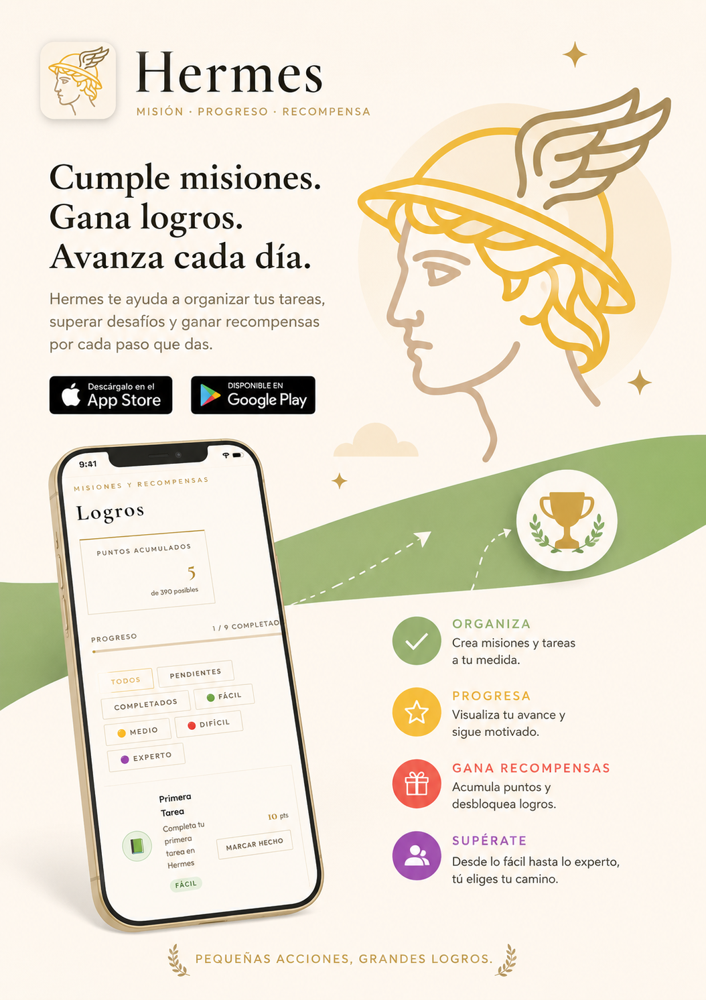 Hermes
MISIÓN · PROGRESO · RECOMPENSA
Cumple misiones.
Gana logros.
Avanza cada día.
Hermes te ayuda a organizar tus tareas,
superar desafíos y ganar recompensas
por cada paso que das.
Descárgalo en el
App Store
DISPONIBLE EN
Google Play
9:41
MISIONES Y RECOMPENSAS
Logros
PUNTOS ACUMULADOS
5
de 390 posibles
PROGRESO
1 / 9 COMPLETAD
TODOS
PENDIENTES
COMPLETADOS
FÁCIL
MEDIO
DIFÍCIL
EXPERTO
Primera
Tarea
Completa tu
primera
tarea en
Hermes
FÁCIL
10 pts
MARCAR HECHO
ORGANIZA
Crea misiones y tareas
a tu medida.
PROGRESA
Visualiza tu avance y
sigue motivado.
GANA RECOMPENSAS
Acumula puntos y
desbloquea logros.
SUPÉRATE
Desde lo fácil hasta lo experto,
tú eliges tu camino.
PEQUEÑAS ACCIONES, GRANDES LOGROS.